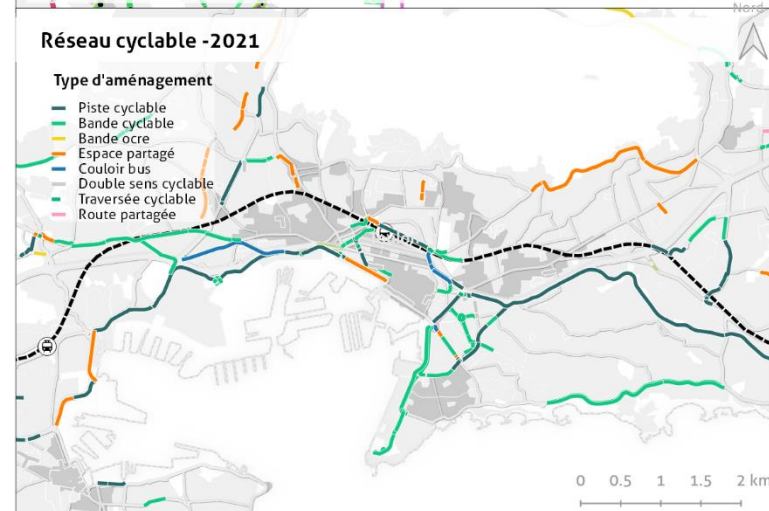 Nord
Réseau cyclable -2021
Type d'aménagement
Piste cyclable
Bande cyclable
Bande ocre
Espace partagé
Couloir bus
Double sens cyclable
Traversée cyclable
Route partagée
0 0.5 1 1.5 2 km